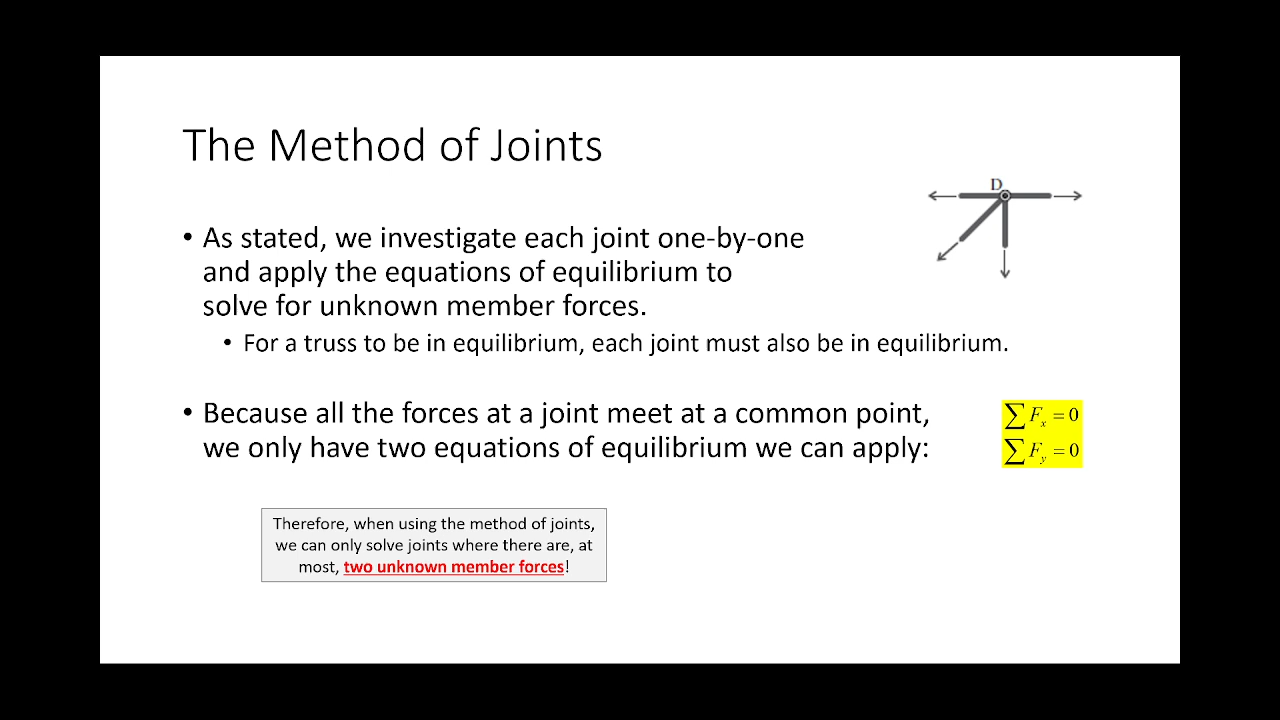 The Method of Joints
D
• As stated, we investigate each joint one-by-one
and apply the equations of equilibrium to
solve for unknown member forces.
• For a truss to be in equilibrium, each joint must also be in equilibrium.
• Because all the forces at a joint meet at a common point,
we only have two equations of equilibrium we can apply:
∑ Fₓ = 0
∑ F_y = 0
Therefore, when using the method of joints,
we can only solve joints where there are, at
most, two unknown member forces!